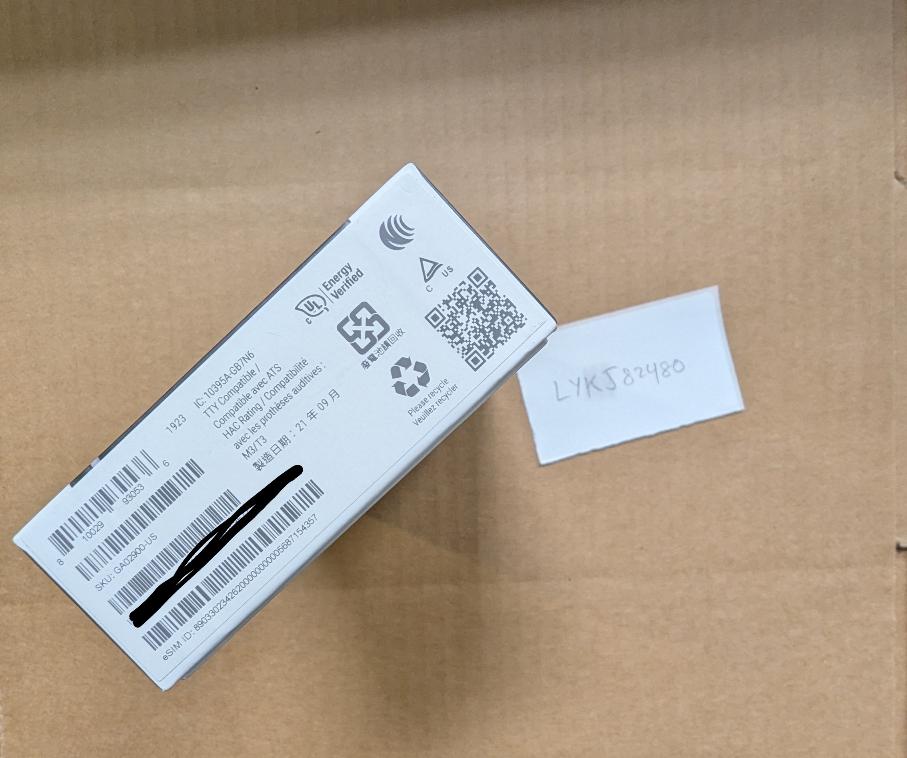 UL
Energy
Verified
c
C US
廢電池請回收
Please recycle
Veuillez recycler
1923 IC: 10395A-GB7N6
TTY Compatible /
Compatible avec ATS
HAC Rating / Compatibilité
avec les prothèses auditives :
M3/T3
製造日期 : 21 年 09 月
8 10029 93053 6
SKU: GA02900-US
eSIM ID: 89033023426200000000005687154357
LYKJ82480